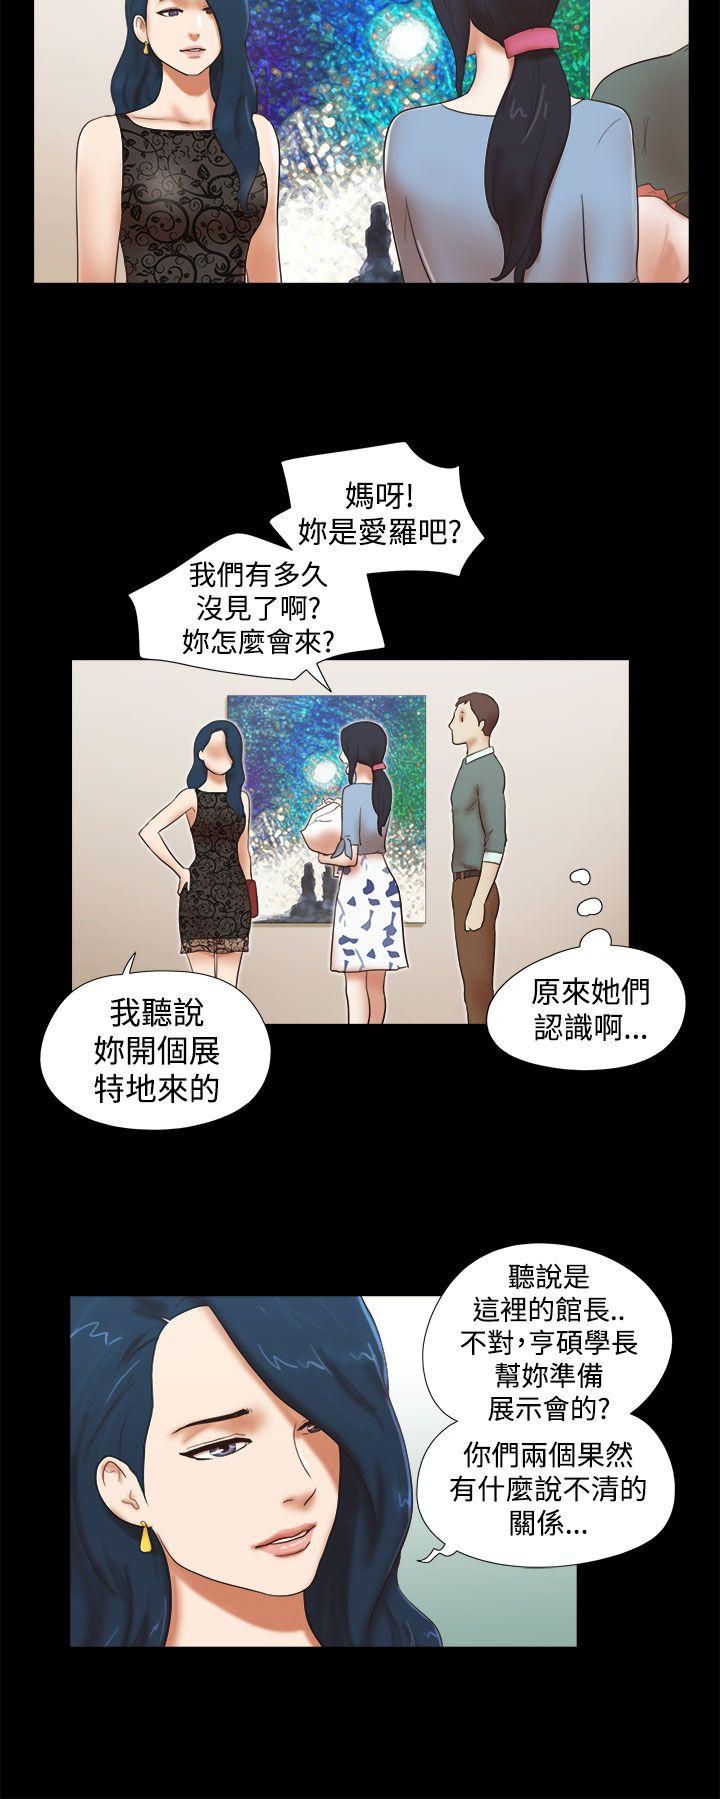 媽呀!
妳是愛羅吧?
我們有多久
沒見了啊?
妳怎麼會來?
我聽說
妳開個展
特地來的
原來她們
認識啊...
聽說是
這裡的館長..
不對,亨碩學長
幫妳準備
展示會的?
你們兩個果然
有什麼說不清的
關係...